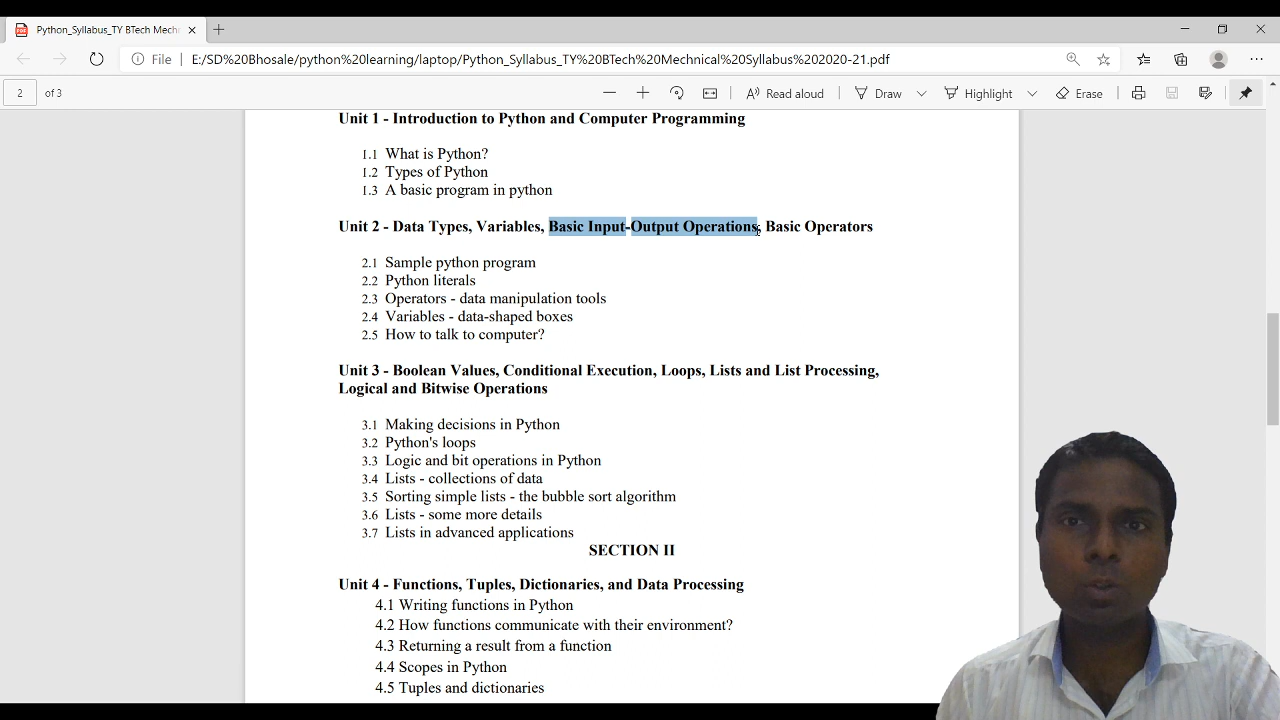 Python_Syllabus_TY BTech Mech
File E:/SD%20Bhosale/python%20learning/laptop/Python_Syllabus_TY%20BTech%20Mechnical%20Syllabus%202020-21.pdf
2 of 3 Read aloud Draw Highlight Erase
Unit 1 - Introduction to Python and Computer Programming
1.1 What is Python?
1.2 Types of Python
1.3 A basic program in python
Unit 2 - Data Types, Variables, Basic Input-Output Operations, Basic Operators
2.1 Sample python program
2.2 Python literals
2.3 Operators - data manipulation tools
2.4 Variables - data-shaped boxes
2.5 How to talk to computer?
Unit 3 - Boolean Values, Conditional Execution, Loops, Lists and List Processing,
Logical and Bitwise Operations
3.1 Making decisions in Python
3.2 Python's loops
3.3 Logic and bit operations in Python
3.4 Lists - collections of data
3.5 Sorting simple lists - the bubble sort algorithm
3.6 Lists - some more details
3.7 Lists in advanced applications
SECTION II
Unit 4 - Functions, Tuples, Dictionaries, and Data Processing
4.1 Writing functions in Python
4.2 How functions communicate with their environment?
4.3 Returning a result from a function
4.4 Scopes in Python
4.5 Tuples and dictionaries